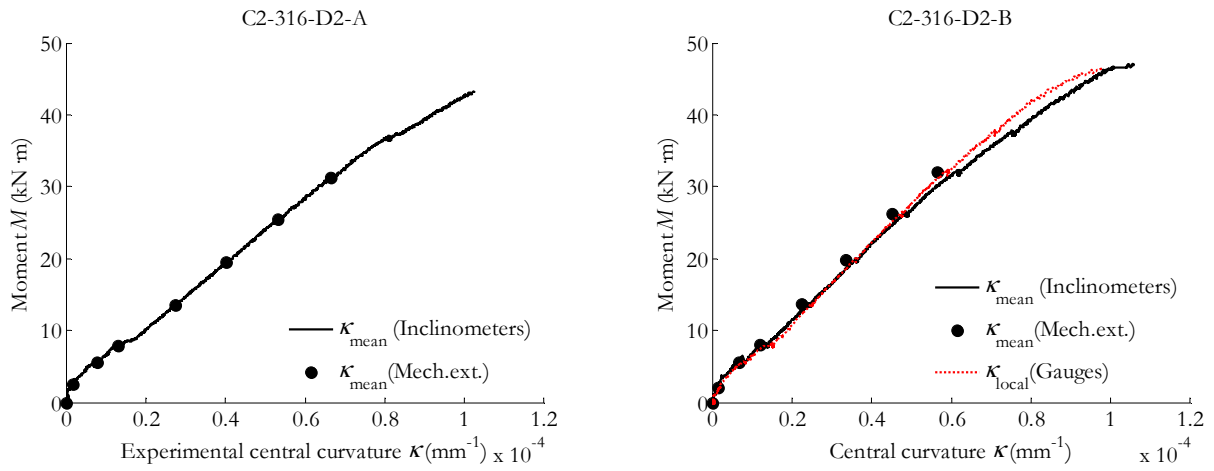 C2-316-D2-A
50
40
30
20
10
0
0 0.2 0.4 0.6 0.8 1 1.2
Moment M (kN·m)
Experimental central curvature κ(mm⁻¹) x 10⁻⁴
κmean (Inclinometers)
κmean(Mech.ext.)
C2-316-D2-B
50
40
30
20
10
0
0 0.2 0.4 0.6 0.8 1 1.2
Moment M (kN·m)
Central curvature κ(mm⁻¹) x 10⁻⁴
κmean (Inclinometers)
κmean(Mech.ext.)
κlocal(Gauges)